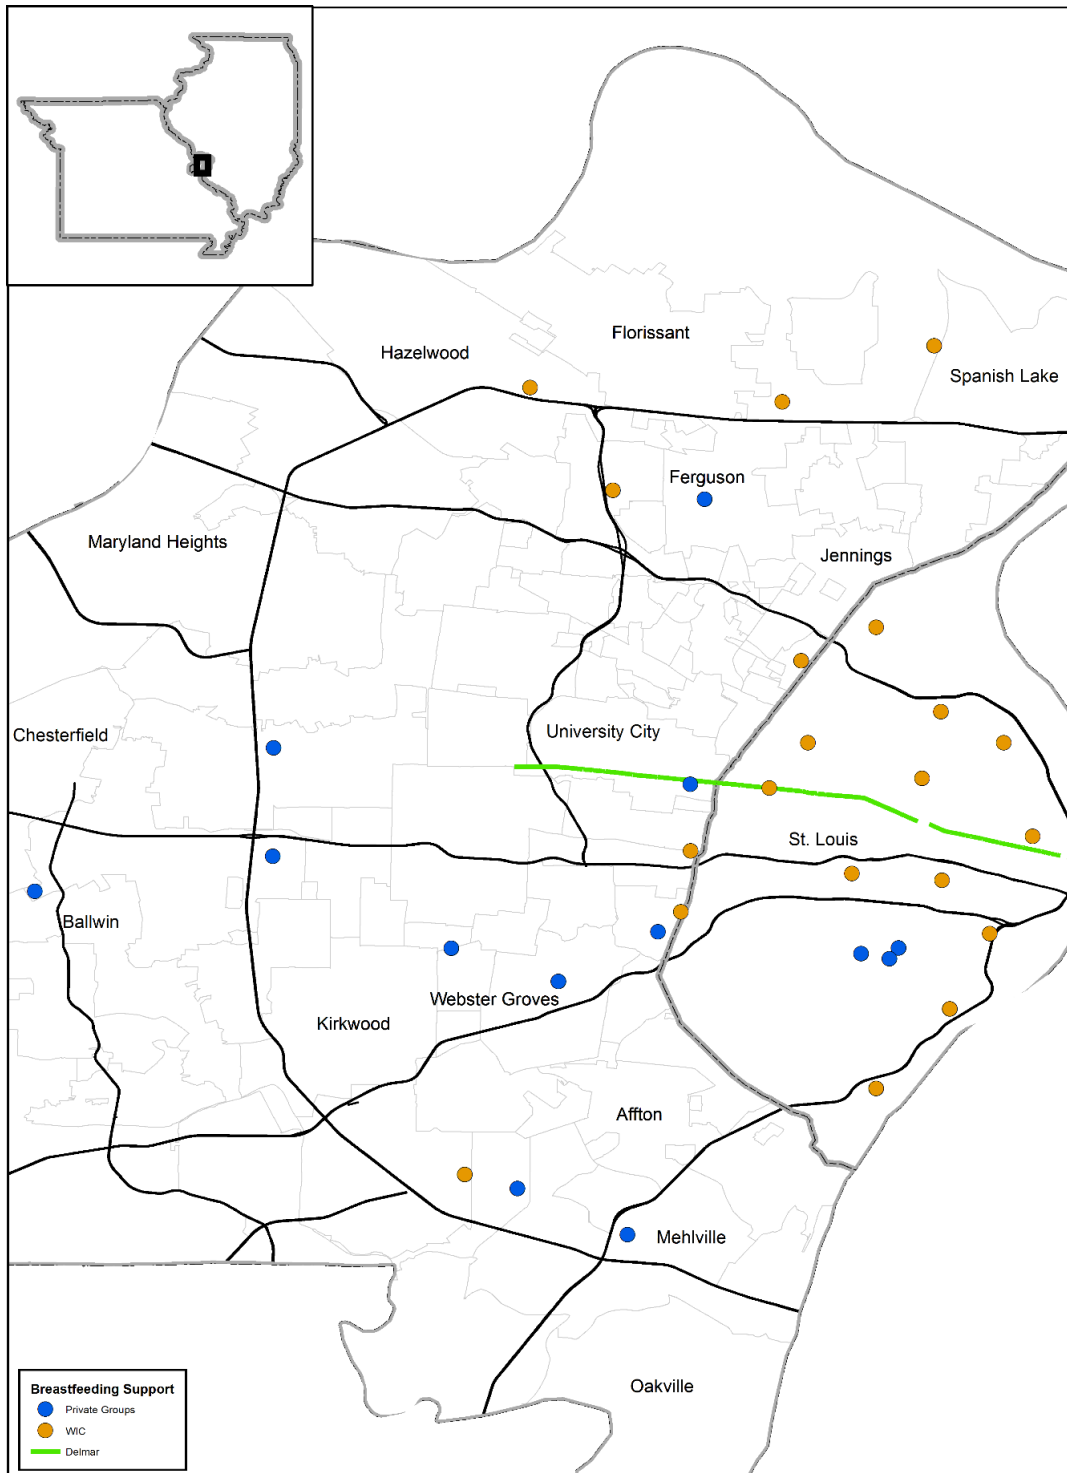 Florissant
Hazelwood
Spanish Lake
Ferguson
Maryland Heights
Jennings
Chesterfield
University City
St. Louis
Ballwin
Webster Groves
Kirkwood
Affton
Mehlville
Oakville
Breastfeeding Support
Private Groups
WIC
Delmar